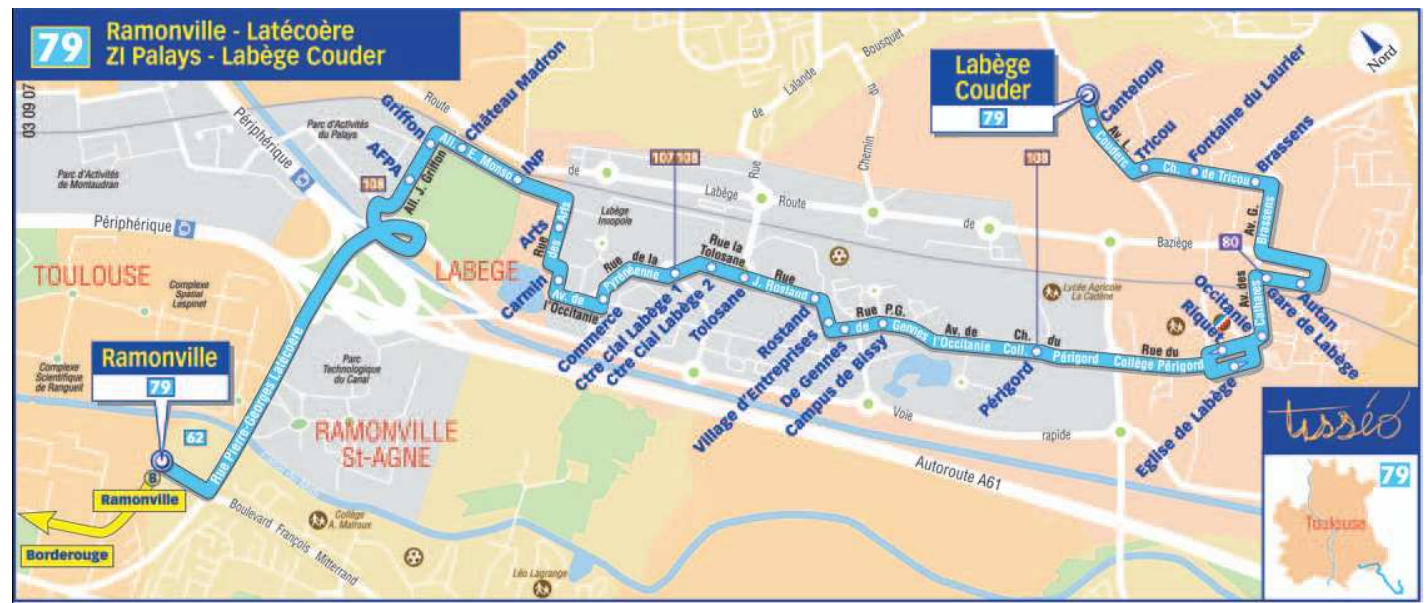 79
Ramonville - Latécoère
ZI Palays - Labège Couder
03 09 07
Nord
Labège
Couder
79
Canteloup
Tricou
Fontaine du Laurier
Brassens
Av. L.
Coudère
Ch.
de Tricou
Av. G.
Brassens
80
Autan
Gare de Labège
Av. des
Cathares
Occitanie
Riquet
Eglise de Labège
Rue du
Collège Périgord
Périgord
Ch.
du
Périgord
Coll.
108
Av. de
l'Occitanie
Rue P.G.
de
Gennes
Campus de Bissy
De Gennes
Village d'Entreprises
Rostand
Rue
J. Rostand
Tolosane
Rue la
Tolosane
Ctre Cial Labège 2
Ctre Cial Labège 1
107 108
Commerce
Rue
de la
Pyrénéenne
Av. de
l'Occitanie
Carmin
Arts
Rue
des
Arts
INP
Château Madron
All.
E. Monso
Griffon
AFPA
All. J. Griffon
108
Rue Pierre-Georges Latécoère
Ramonville
79
62
B
Ramonville
Borderouge
Périphérique
Périphérique
Parc d'Activités
du Palays
Parc d'Activités
de Montaudran
TOULOUSE
LABEGE
RAMONVILLE
St-AGNE
Complexe
Spatial
Lespinet
Complexe
Scientifique
de Rangueil
Parc
Technologique
du Canal
Labège
Innopole
Route
de
Labège
Route
de
Baziège
Rue
de
Lalande
Bousquet
Chemin
du
Lycée Agricole
La Cadène
Voie
rapide
Autoroute A61
Boulevard François Mitterrand
Collège
A. Malraux
Léo Lagrange
tisséo
79
Toulouse